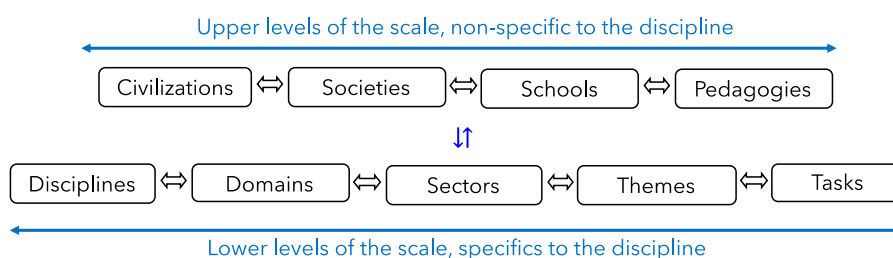 Upper levels of the scale, non-specific to the discipline
Civilizations ⇔ Societies ⇔ Schools ⇔ Pedagogies
⇓⇑
Disciplines ⇔ Domains ⇔ Sectors ⇔ Themes ⇔ Tasks
Lower levels of the scale, specifics to the discipline